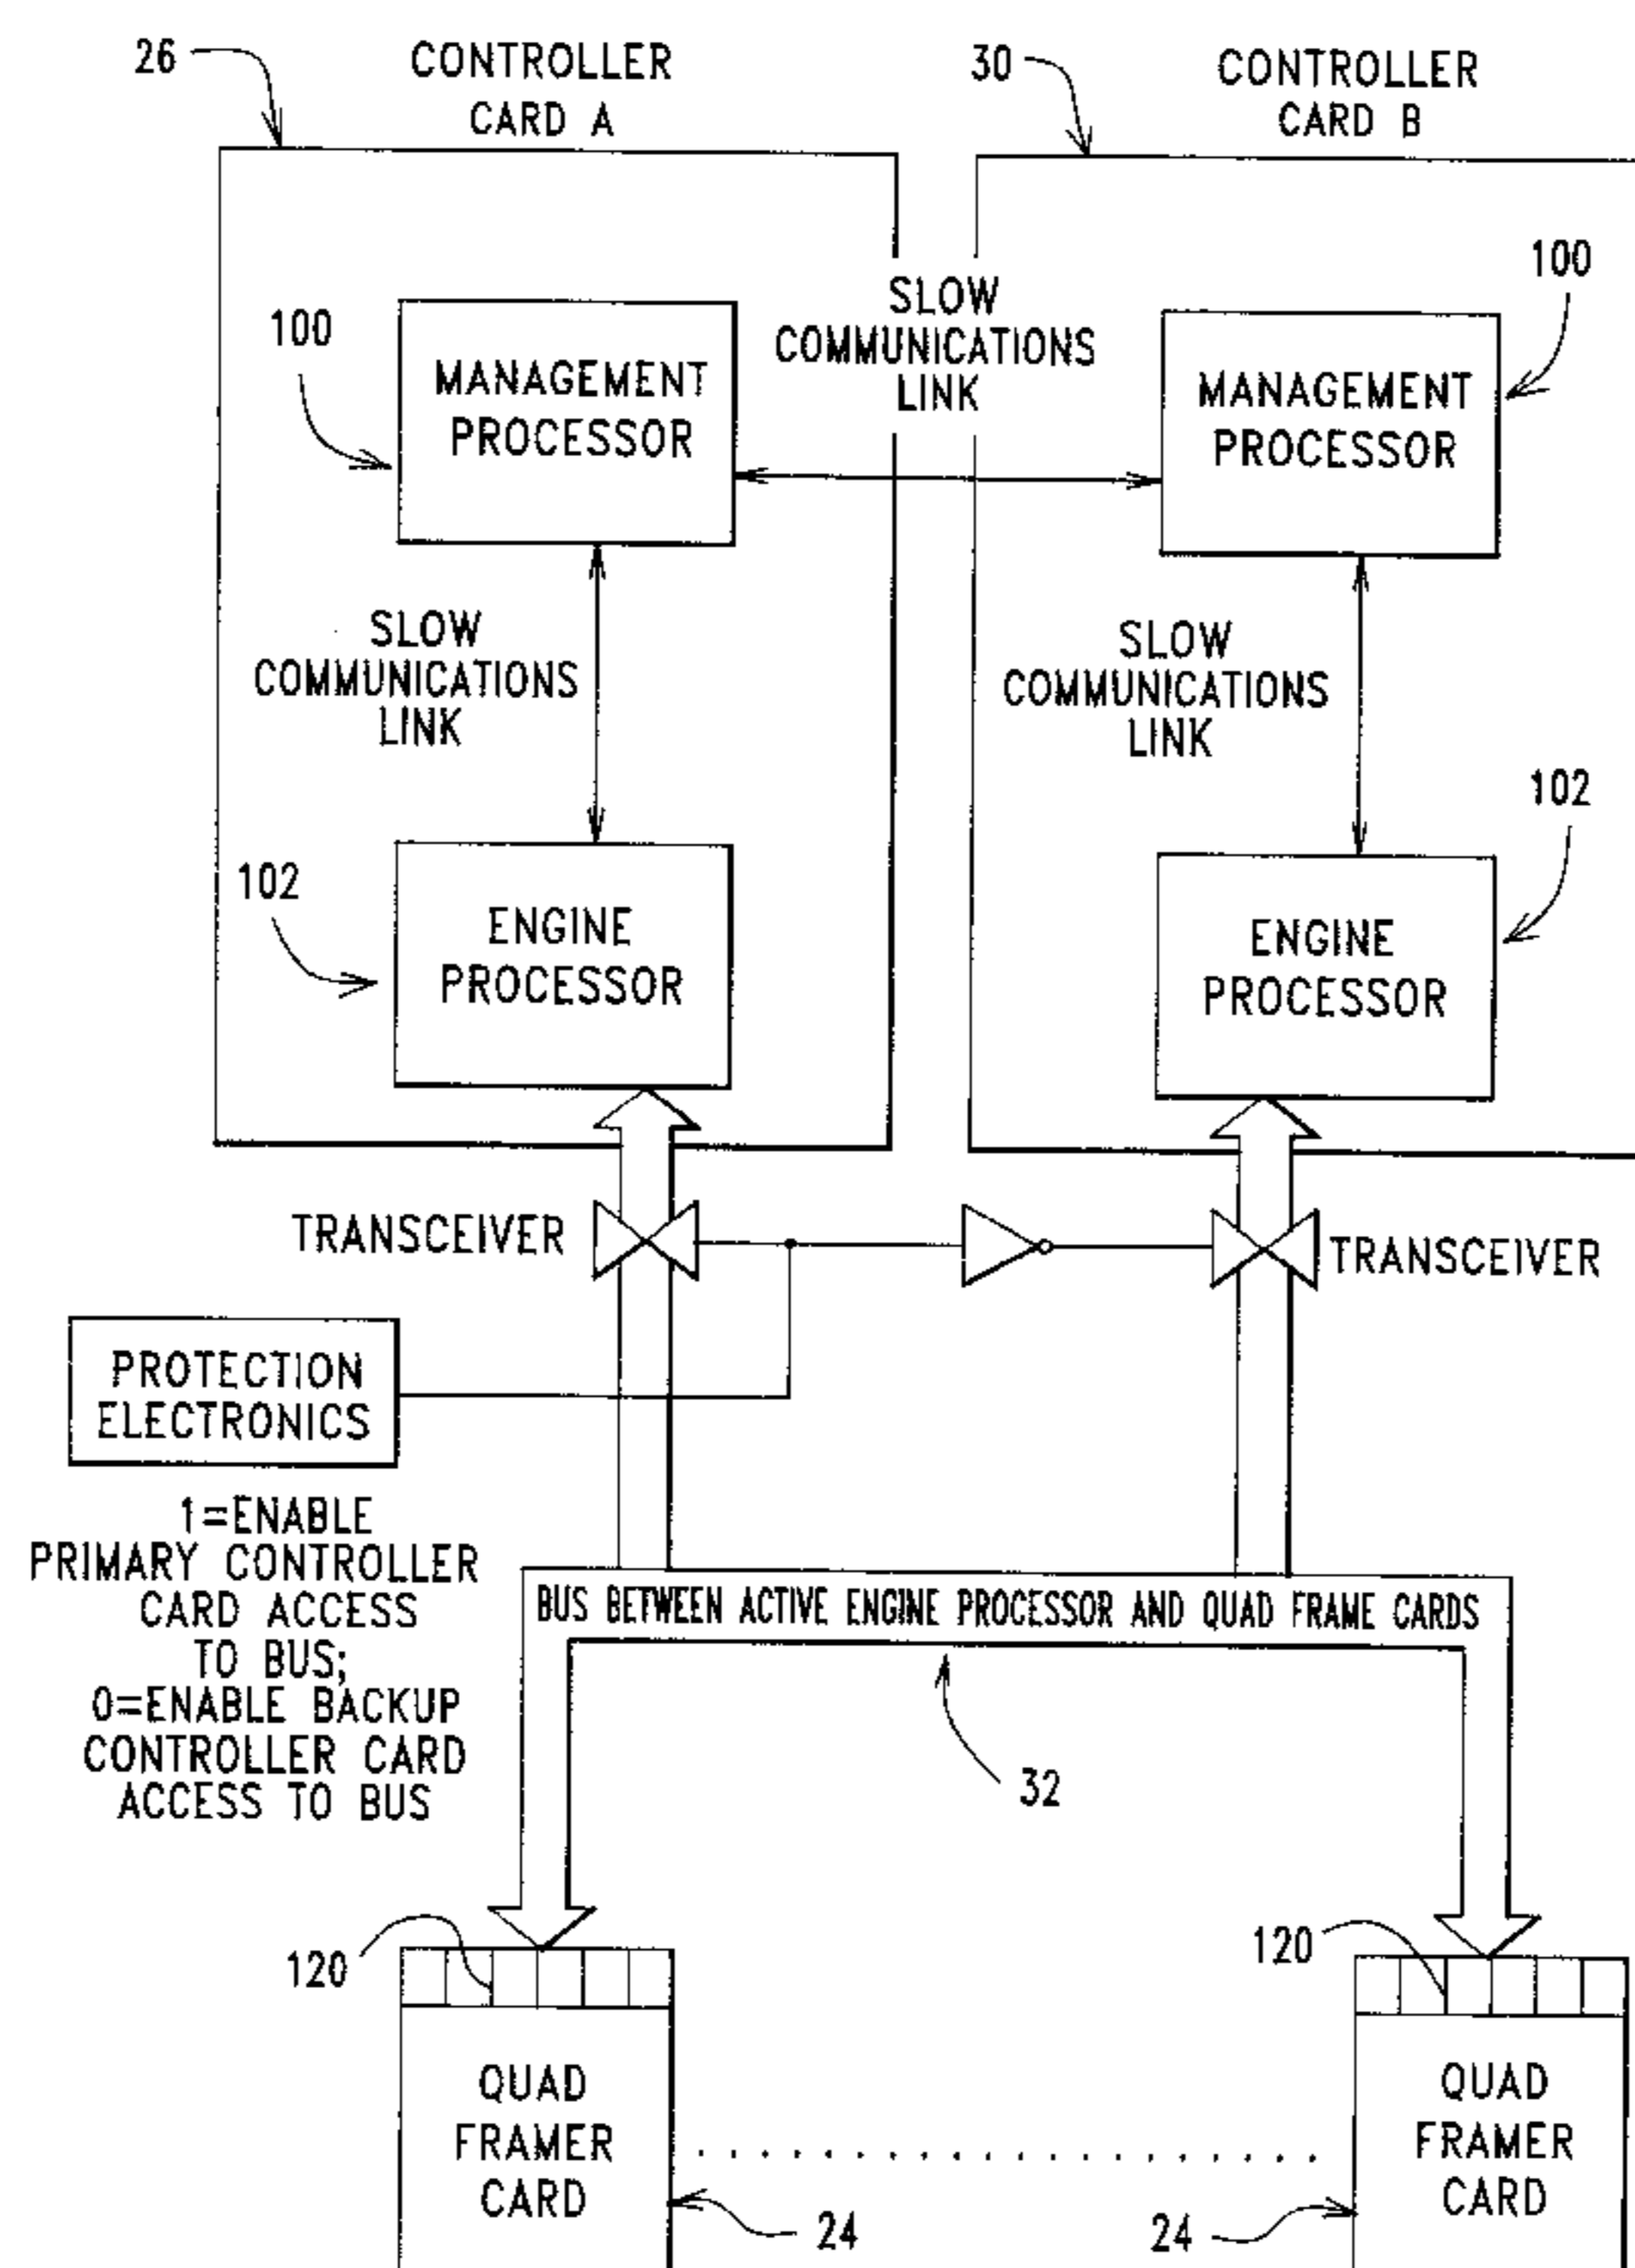 26
CONTROLLER
CARD A
30
CONTROLLER
CARD B
100
MANAGEMENT
PROCESSOR
SLOW
COMMUNICATIONS
LINK
100
MANAGEMENT
PROCESSOR
SLOW
COMMUNICATIONS
LINK
SLOW
COMMUNICATIONS
LINK
102
ENGINE
PROCESSOR
102
ENGINE
PROCESSOR
TRANSCEIVER
TRANSCEIVER
PROTECTION
ELECTRONICS
1=ENABLE
PRIMARY CONTROLLER
CARD ACCESS
TO BUS;
0=ENABLE BACKUP
CONTROLLER CARD
ACCESS TO BUS
BUS BETWEEN ACTIVE ENGINE PROCESSOR AND QUAD FRAME CARDS
32
120
120
QUAD
FRAMER
CARD
24
QUAD
FRAMER
CARD
24